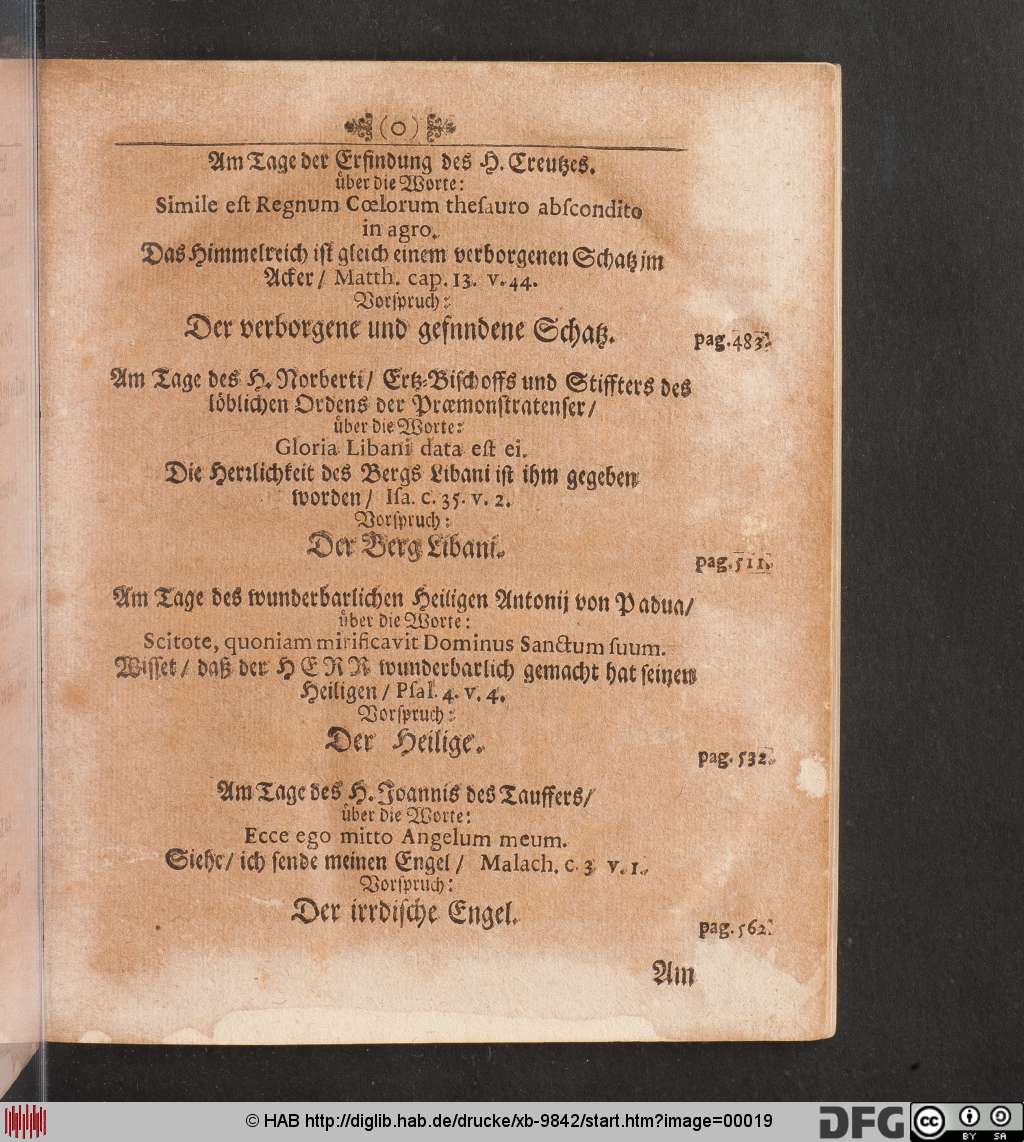 (o)
Am Tage der Erfindung des H. Creutzes.
über die Worte:
Simile eſt Regnum Cœlorum theſauro abſcondito
in agro.
Das Himmelreich iſt gleich einem verborgenen Schatz im
Acker / Matth. cap. 13. v. 44.
Vorſpruch:
Der verborgene und gefnndene Schatz.
pag. 483.
Am Tage des H. Norberti / Ertz-Biſchoffs und Stiffters des
löblichen Ordens der Præmonſtratenſer /
über die Worte:
Gloria Libani data eſt ei.
Die Herrlichkeit des Bergs Libani iſt ihm gegeben
worden / Iſa. c. 35. v. 2.
Vorſpruch:
Der Berg Libani.
pag. 511.
Am Tage des wunderbarlichen Heiligen Antonij von Padua /
über die Worte:
Scitote, quoniam mirificavit Dominus Sanctum ſuum.
Wiſſet / daß der HERR wunderbarlich gemacht hat ſeinen
Heiligen / Pſal. 4. v. 4.
Vorſpruch:
Der Heilige.
pag. 532.
Am Tage des H. Joannis des Tauffers /
über die Worte:
Ecce ego mitto Angelum meum.
Siehe / ich ſende meinen Engel / Malach. c. 3 v. 1.
Vorſpruch:
Der irrdiſche Engel.
pag. 562.
Am
© HAB http://diglib.hab.de/drucke/xb-9842/start.htm?image=00019
DFG
cc BY SA